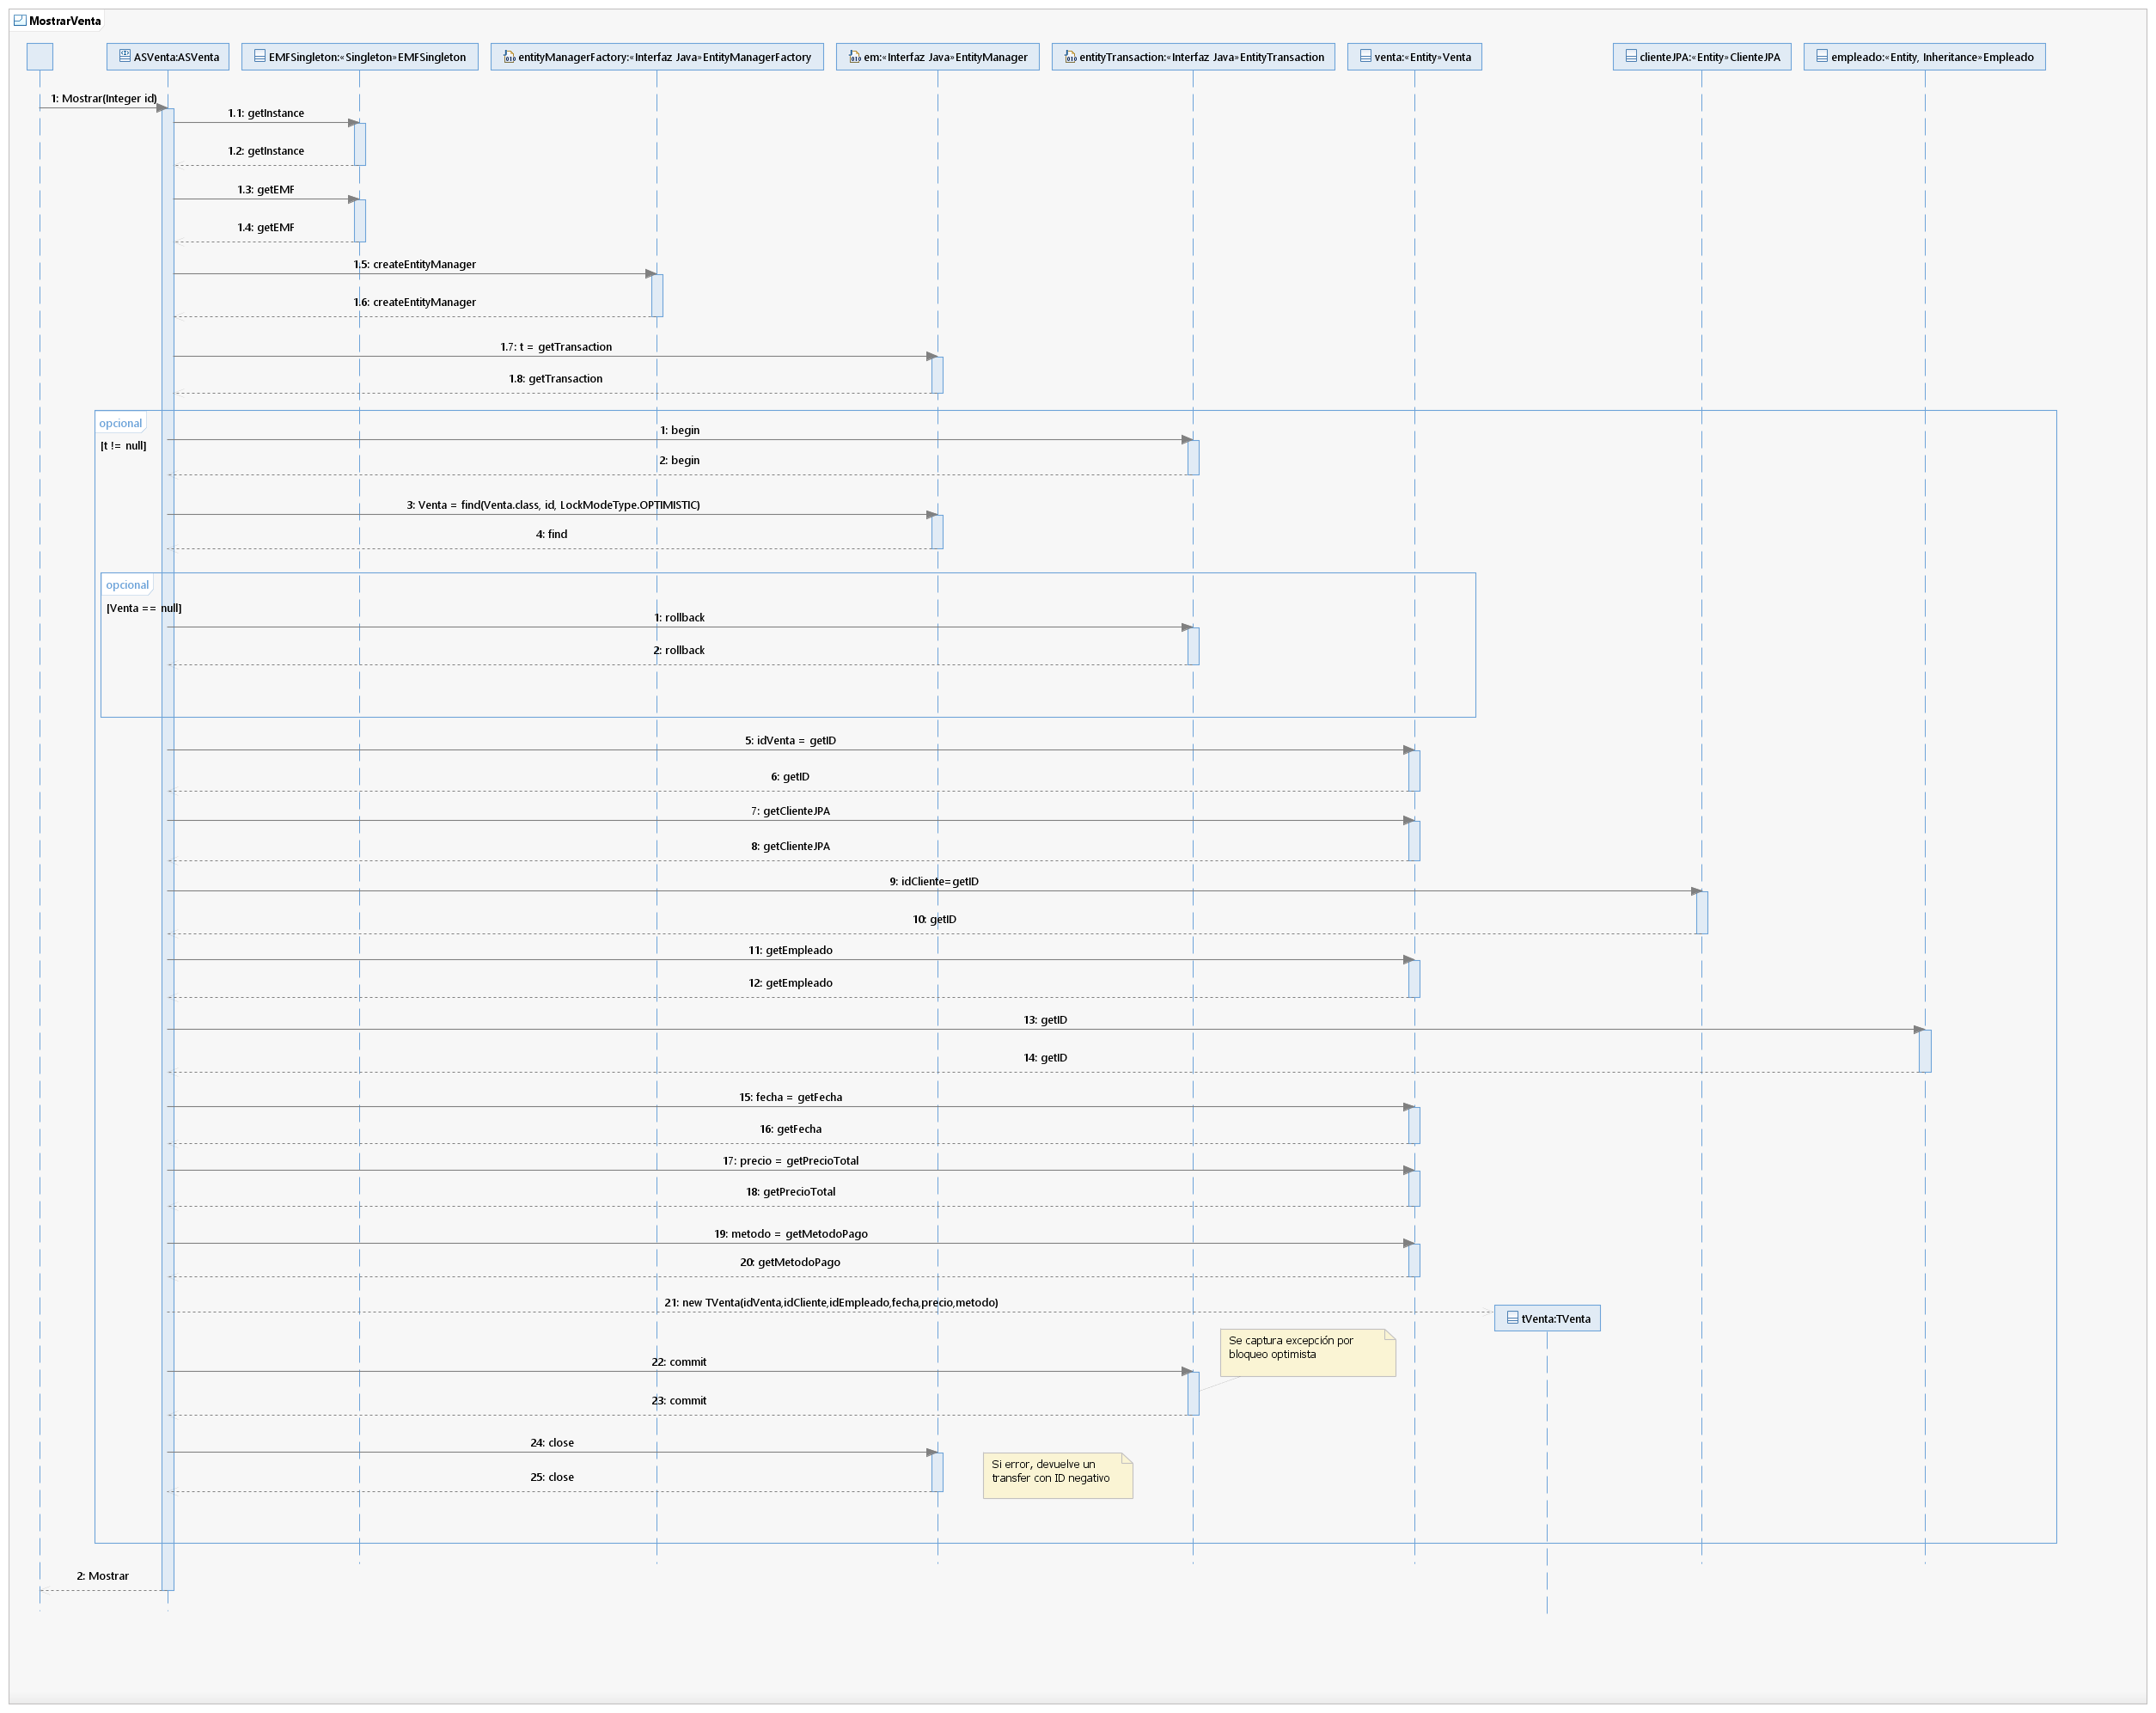 MostrarVenta
ASVenta:ASVenta
EMFSingleton:«Singleton»EMFSingleton
entityManagerFactory:«Interfaz Java»EntityManagerFactory
em:«Interfaz Java»EntityManager
entityTransaction:«Interfaz Java»EntityTransaction
venta:«Entity»Venta
clienteJPA:«Entity»ClienteJPA
empleado:«Entity, Inheritance»Empleado
1: Mostrar(Integer id)
1.1: getInstance
1.2: getInstance
1.3: getEMF
1.4: getEMF
1.5: createEntityManager
1.6: createEntityManager
1.7: t = getTransaction
1.8: getTransaction
opcional
[t != null]
1: begin
2: begin
3: Venta = find(Venta.class, id, LockModeType.OPTIMISTIC)
4: find
opcional
[Venta == null]
1: rollback
2: rollback
5: idVenta = getID
6: getID
7: getClienteJPA
8: getClienteJPA
9: idCliente=getID
10: getID
11: getEmpleado
12: getEmpleado
13: getID
14: getID
15: fecha = getFecha
16: getFecha
17: precio = getPrecioTotal
18: getPrecioTotal
19: metodo = getMetodoPago
20: getMetodoPago
21: new TVenta(idVenta,idCliente,idEmpleado,fecha,precio,metodo)
tVenta:TVenta
Se captura excepción por
bloqueo optimista
22: commit
23: commit
24: close
Si error, devuelve un
transfer con ID negativo
25: close
2: Mostrar